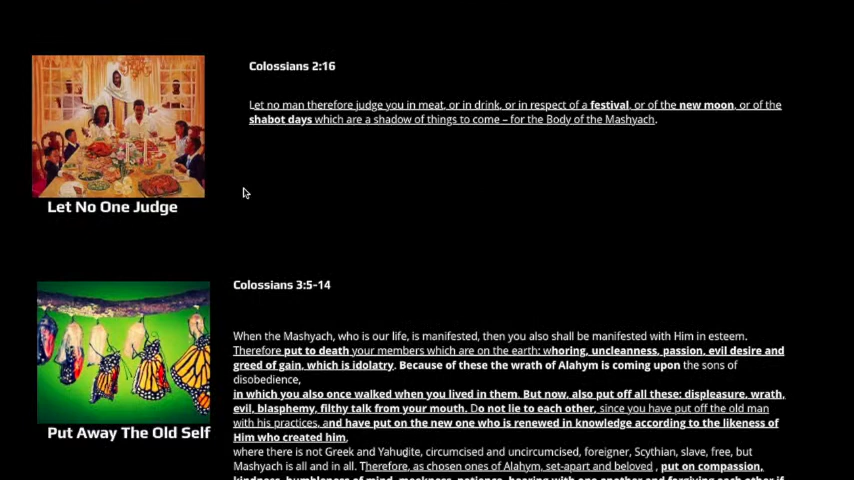 Colossians 2:16
Let no man therefore judge you in meat, or in drink, or in respect of a festival, or of the new moon, or of the
shabot days which are a shadow of things to come – for the Body of the Mashyach.
Let No One Judge
Colossians 3:5-14
When the Mashyach, who is our life, is manifested, then you also shall be manifested with Him in esteem.
Therefore put to death your members which are on the earth: whoring, uncleanness, passion, evil desire and
greed of gain, which is idolatry. Because of these the wrath of Alahym is coming upon the sons of
disobedience,
in which you also once walked when you lived in them. But now, also put off all these: displeasure, wrath,
evil, blasphemy, filthy talk from your mouth. Do not lie to each other, since you have put off the old man
with his practices, and have put on the new one who is renewed in knowledge according to the likeness of
Him who created him,
where there is not Greek and Yahudite, circumcised and uncircumcised, foreigner, Scythian, slave, free, but
Mashyach is all and in all. Therefore, as chosen ones of Alahym, set-apart and beloved , put on compassion,
kindness, humbleness of mind, meekness, patience, bearing with one another and forgiving each other if
Put Away The Old Self